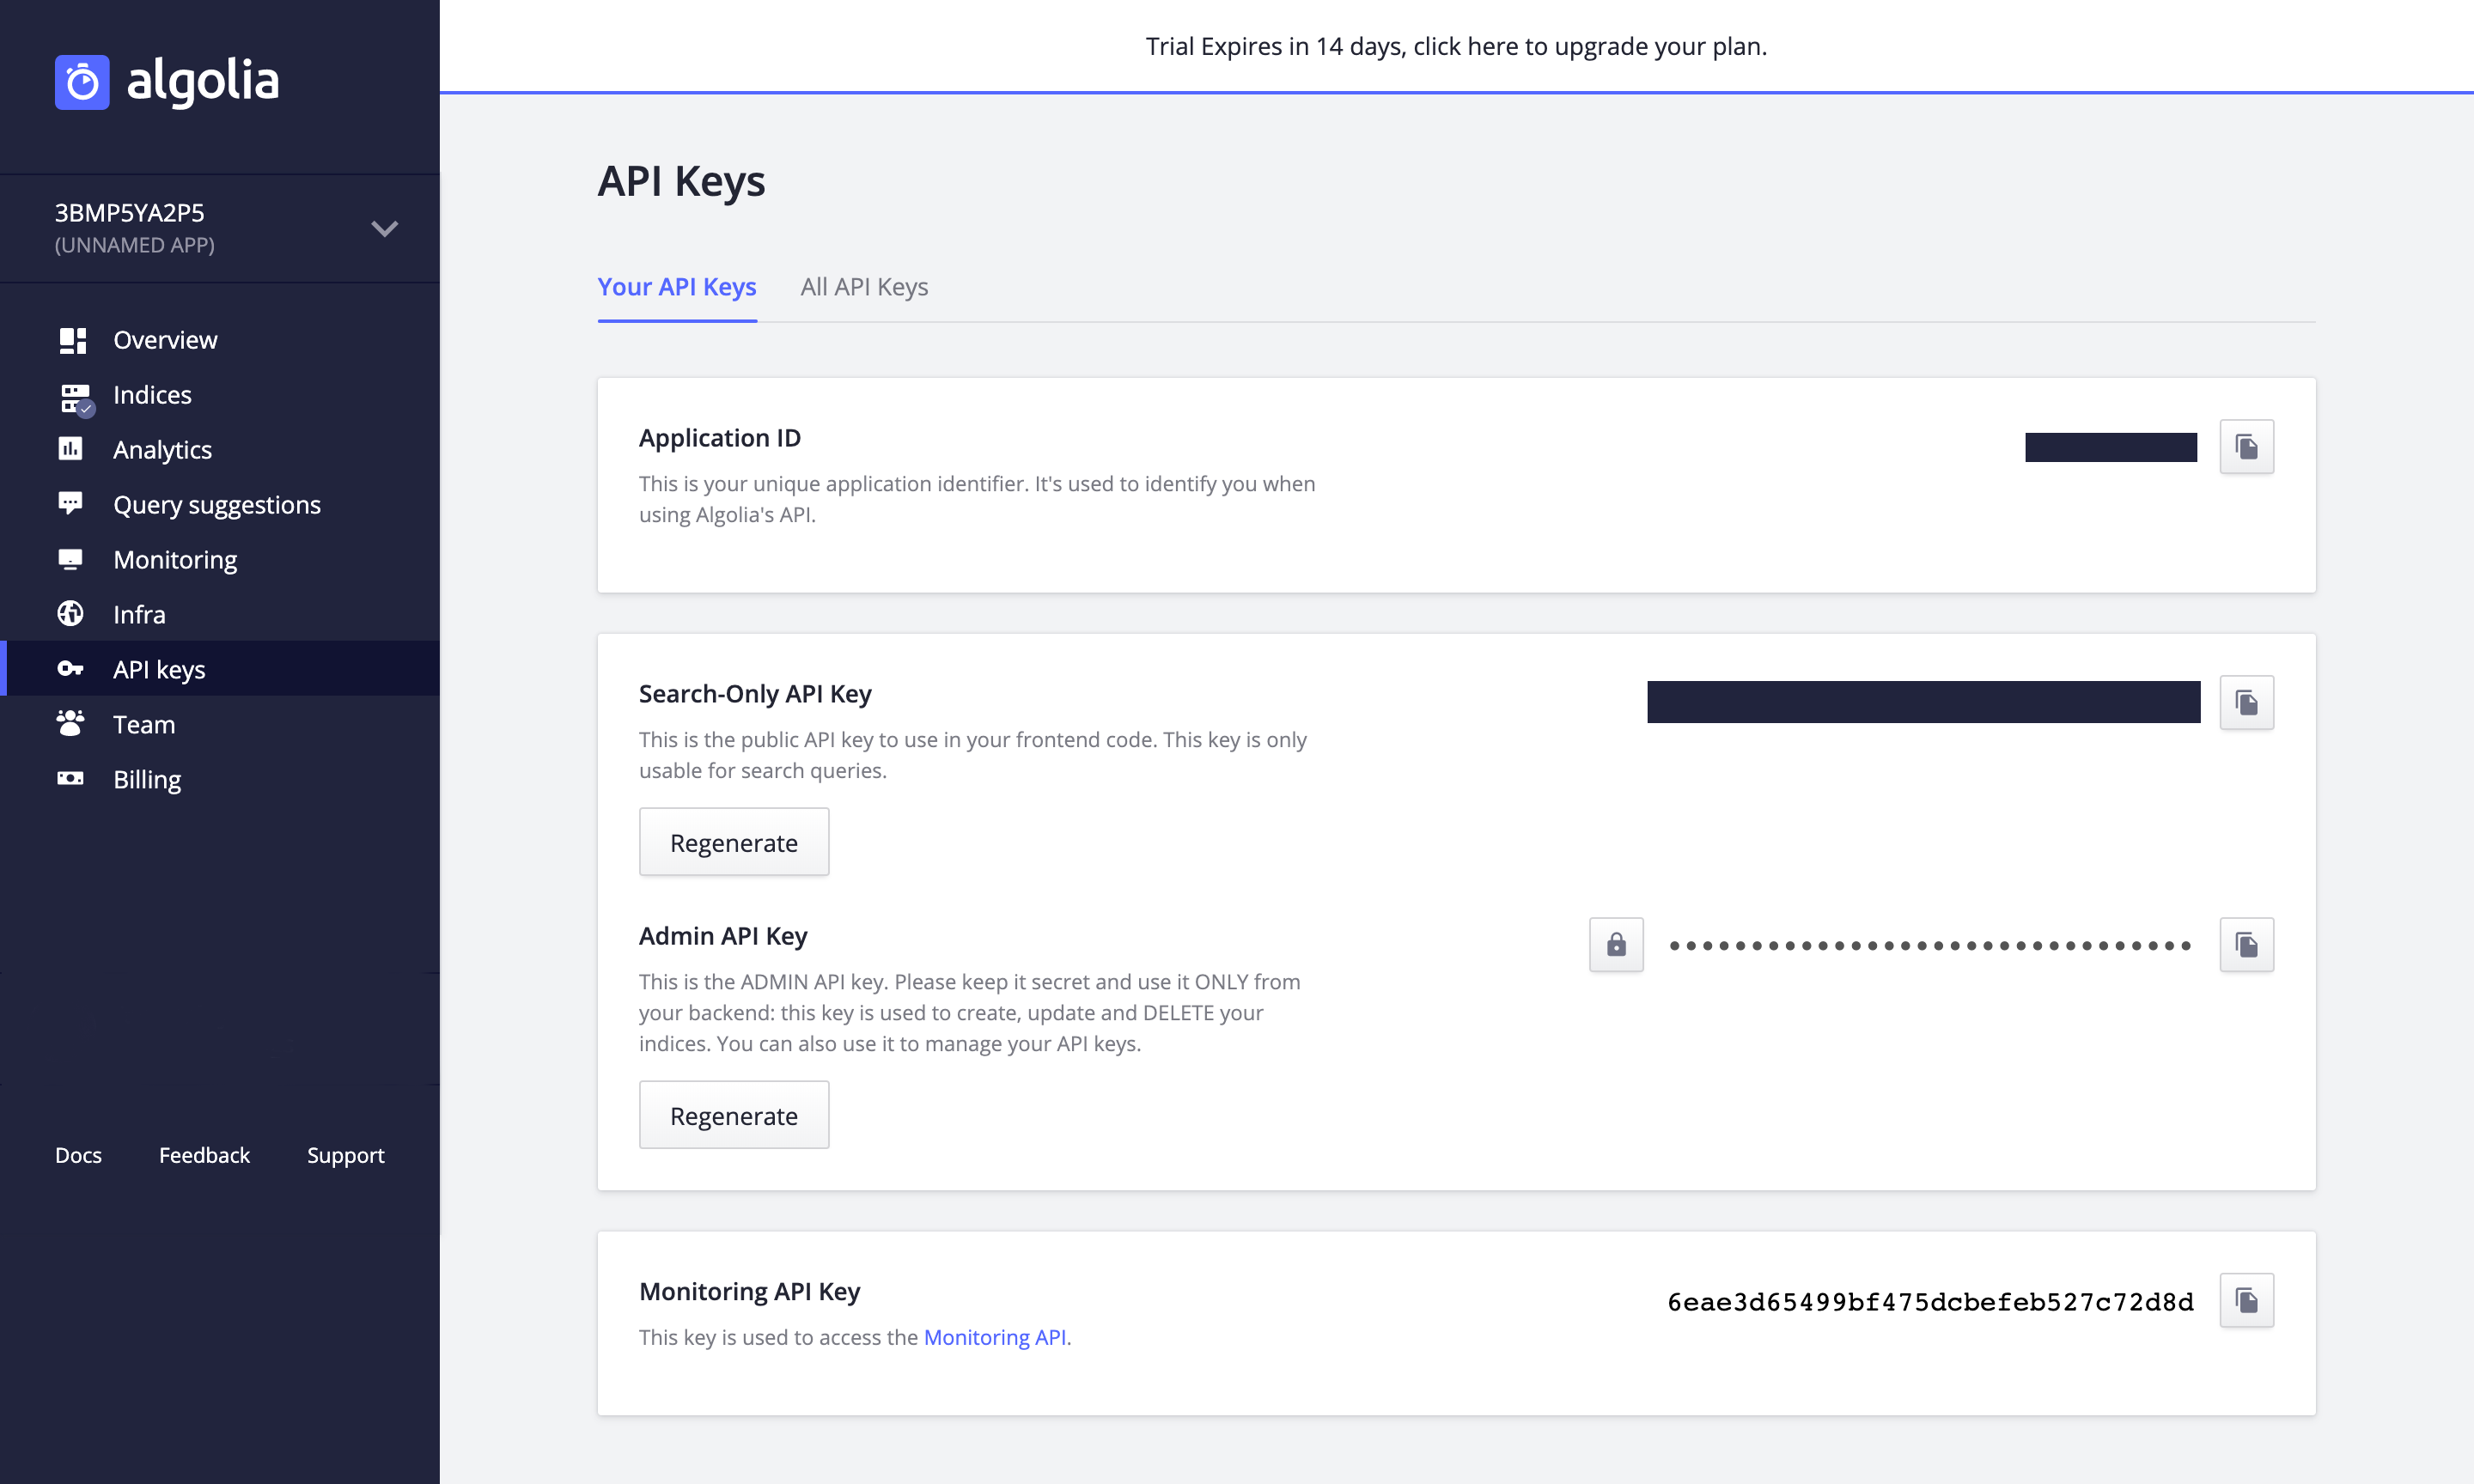 algolia
Trial Expires in 14 days, click here to upgrade your plan.
3BMP5YA2P5
(UNNAMED APP)
Overview
Indices
Analytics
Query suggestions
Monitoring
Infra
API keys
Team
Billing
Docs Feedback Support
API Keys
Your API Keys All API Keys
Application ID
This is your unique application identifier. It's used to identify you when
using Algolia's API.
Search-Only API Key
This is the public API key to use in your frontend code. This key is only
usable for search queries.
Regenerate
Admin API Key
This is the ADMIN API key. Please keep it secret and use it ONLY from
your backend: this key is used to create, update and DELETE your
indices. You can also use it to manage your API keys.
Regenerate
Monitoring API Key
6eae3d65499bf475dcbefeb527c72d8d
This key is used to access the Monitoring API.